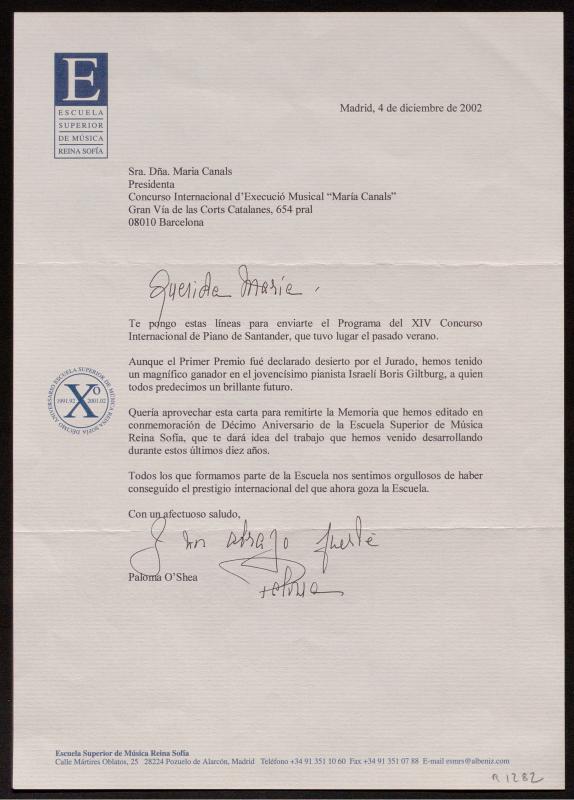 E
ESCUELA
SUPERIOR
DE MÚSICA
REINA SOFÍA
Madrid, 4 de diciembre de 2002
Sra. Dña. Maria Canals
Presidenta
Concurso Internacional d’Execució Musical “María Canals”
Gran Vía de las Corts Catalanes, 654 pral
08010 Barcelona
Querida María,
Te pongo estas líneas para enviarte el Programa del XIV Concurso
Internacional de Piano de Santander, que tuvo lugar el pasado verano.
Aunque el Primer Premio fué declarado desierto por el Jurado, hemos tenido
un magnífico ganador en el jovencísimo pianista Israelí Boris Giltburg, a quien
todos predecimos un brillante futuro.
ESCUELA SUPERIOR DE MÚSICA REINA SOFÍA DÉCIMO ANIVERSARIO
Xº
1991.92 2001.02
Quería aprovechar esta carta para remitirte la Memoria que hemos editado en
conmemoración de Décimo Aniversario de la Escuela Superior de Música
Reina Sofía, que te dará idea del trabajo que hemos venido desarrollando
durante estos últimos diez años.
Todos los que formamos parte de la Escuela nos sentimos orgullosos de haber
conseguido el prestigio internacional del que ahora goza la Escuela.
Con un afectuoso saludo,
y un abrazo fuerte
Paloma
Paloma O’Shea
Escuela Superior de Música Reina Sofía
Calle Mártires Oblatos, 25 28224 Pozuelo de Alarcón, Madrid Teléfono +34 91 351 10 60 Fax +34 91 351 07 88 E-mail esmrs@albeniz.com
R 1282